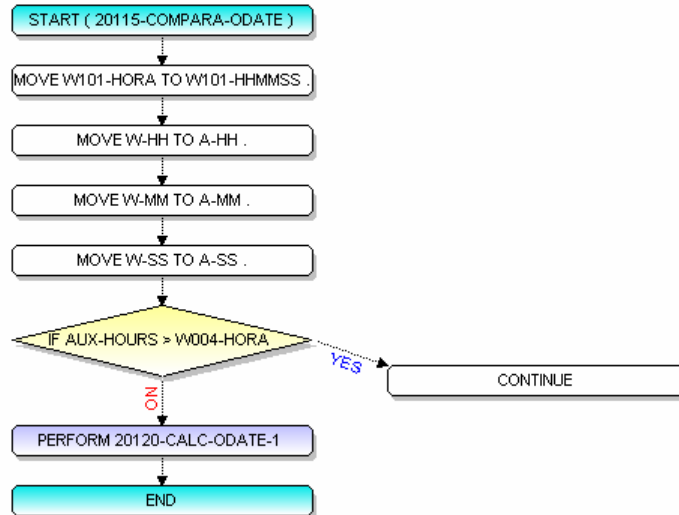 START ( 20115-COMPARA-ODATE )
MOVE W101-HORA TO W101-HHMMSS .
MOVE W-HH TO A-HH .
MOVE W-MM TO A-MM .
MOVE W-SS TO A-SS .
IF AUX-HOURS > W004-HORA
YES
CONTINUE
NO
PERFORM 20120-CALC-ODATE-1
END